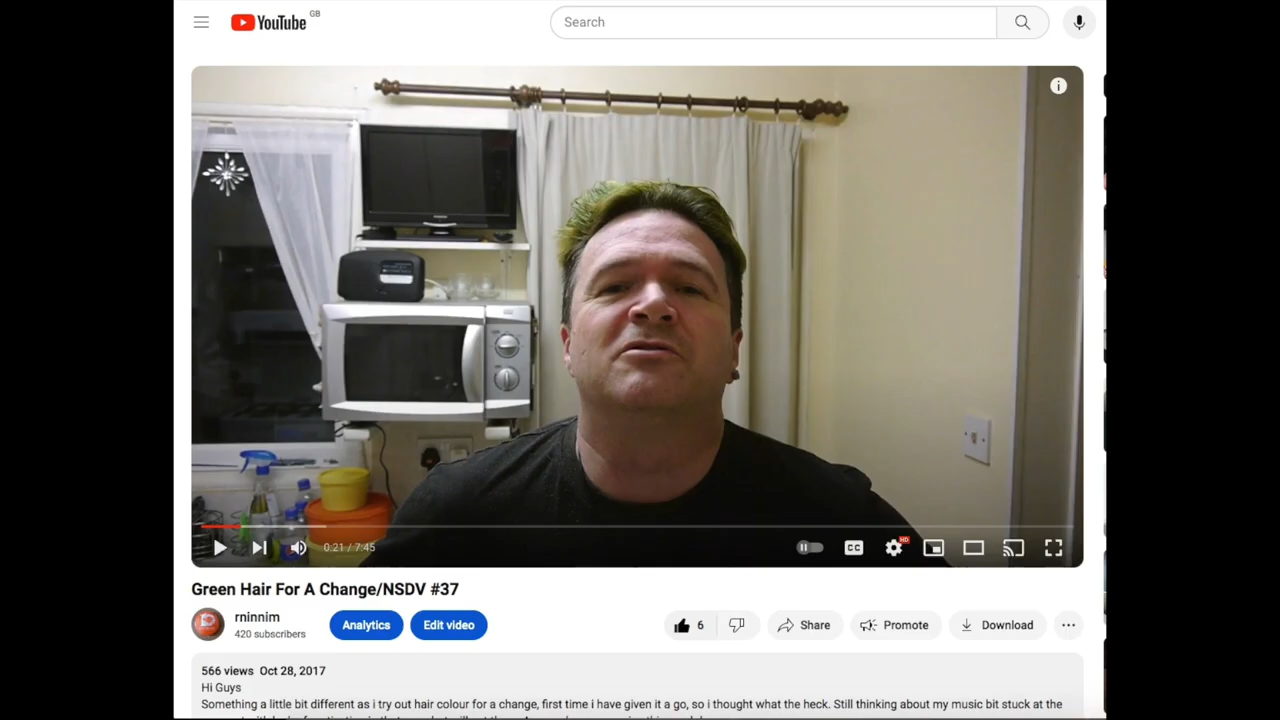 YouTube GB
Search
HD
0:21 / 7:45
CC
Green Hair For A Change/NSDV #37
rninnim
420 subscribers
Analytics
Edit video
6
Share
Promote
Download
566 views Oct 28, 2017
Hi Guys
Something a little bit different as i try out hair colour for a change, first time i have given it a go, so i thought what the heck. Still thinking about my music bit stuck at the